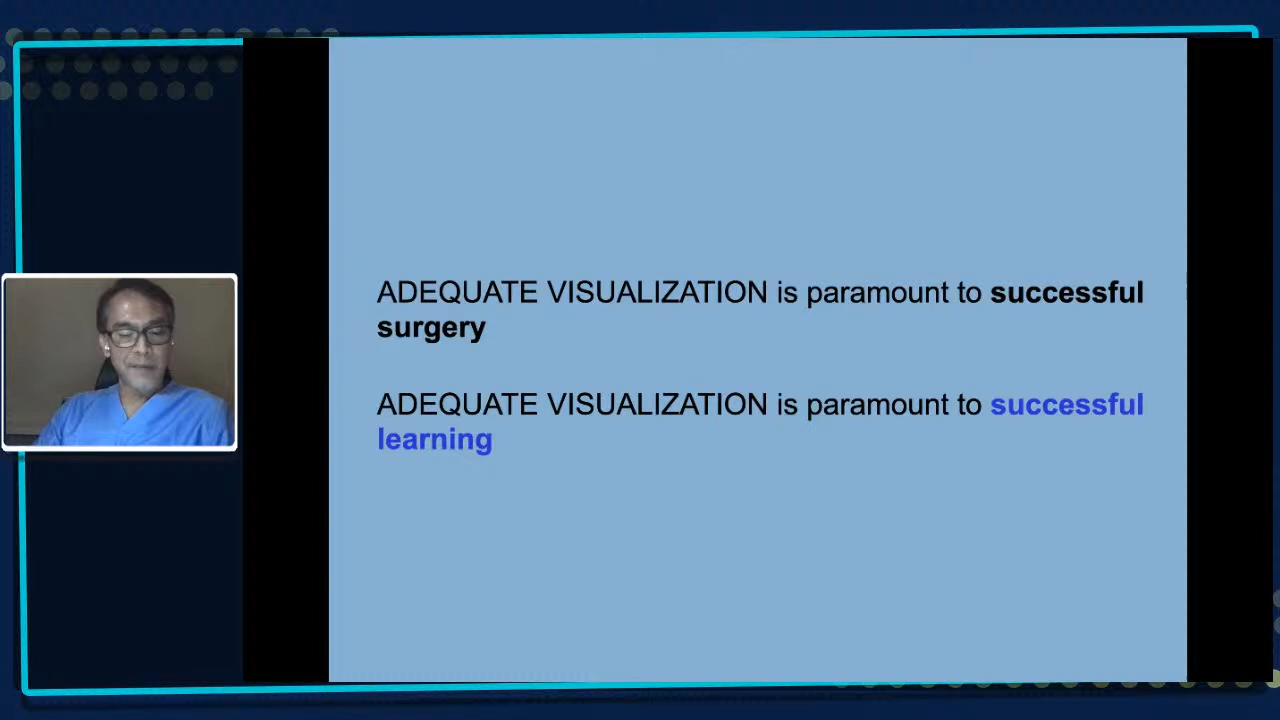 ADEQUATE VISUALIZATION is paramount to successful
surgery
ADEQUATE VISUALIZATION is paramount to successful
learning